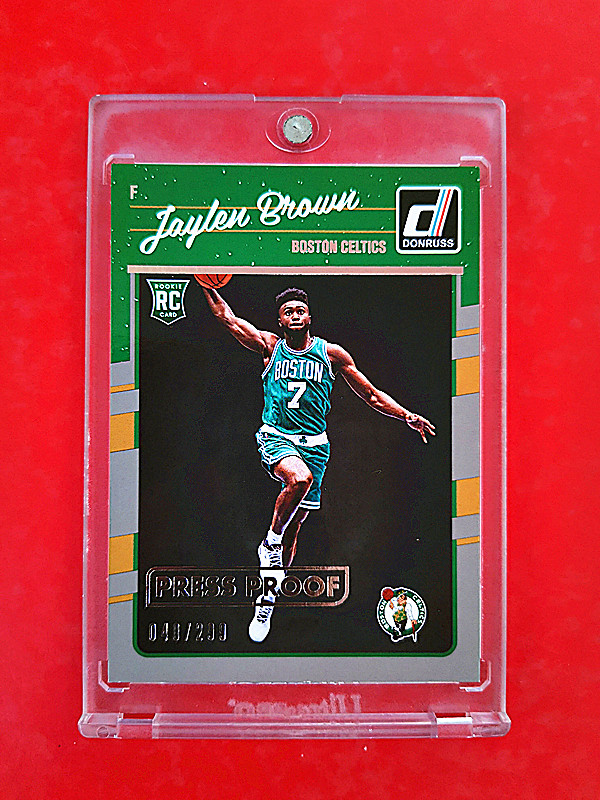 F
Jaylen Brown
BOSTON CELTICS
DONRUSS
ROOKIE
RC
CARD
BOSTON
7
PRESS PROOF
BOSTON CELTICS